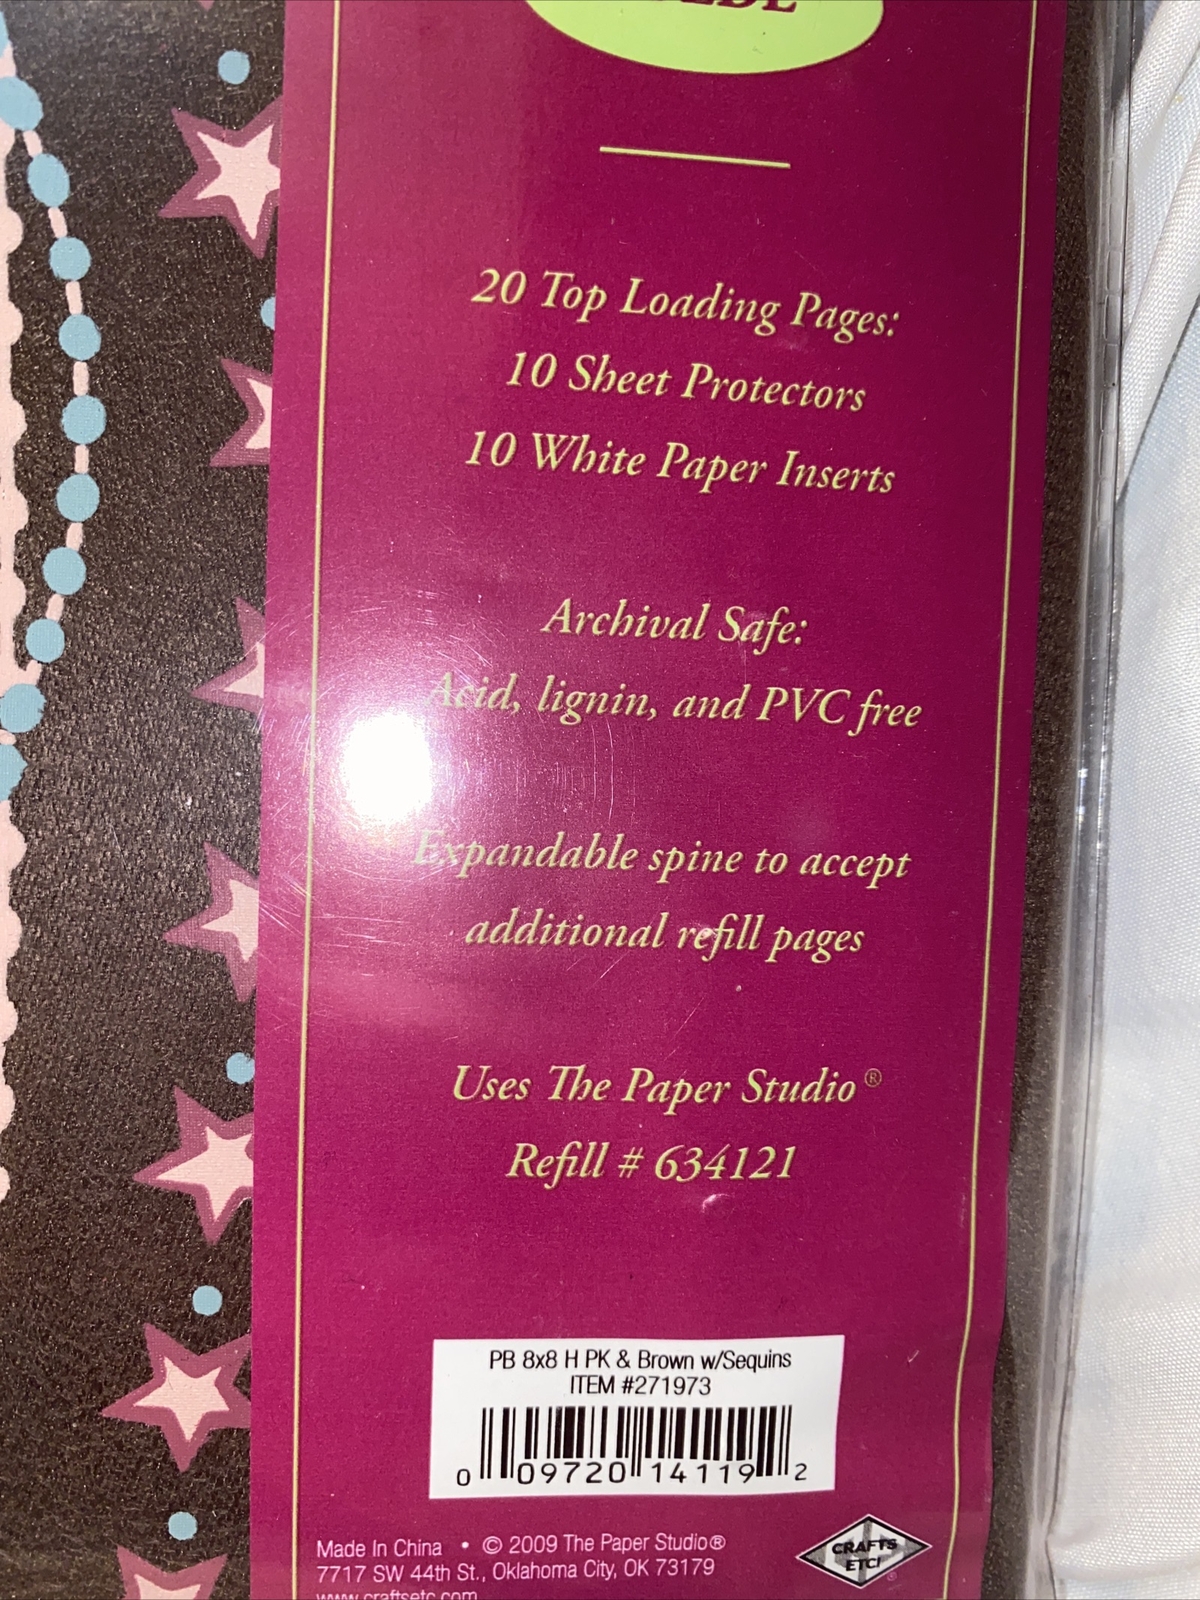 20 Top Loading Pages:
10 Sheet Protectors
10 White Paper Inserts
Archival Safe:
Acid, lignin, and PVC free
Expandable spine to accept
additional refill pages
Uses The Paper Studio®
Refill # 634121
PB 8x8 H PK & Brown w/Sequins
ITEM #271973
0 09720 14119 2
Made In China • © 2009 The Paper Studio®
7717 SW 44th St., Oklahoma City, OK 73179
www.craftsetc.com
CRAFTS
ETC!®